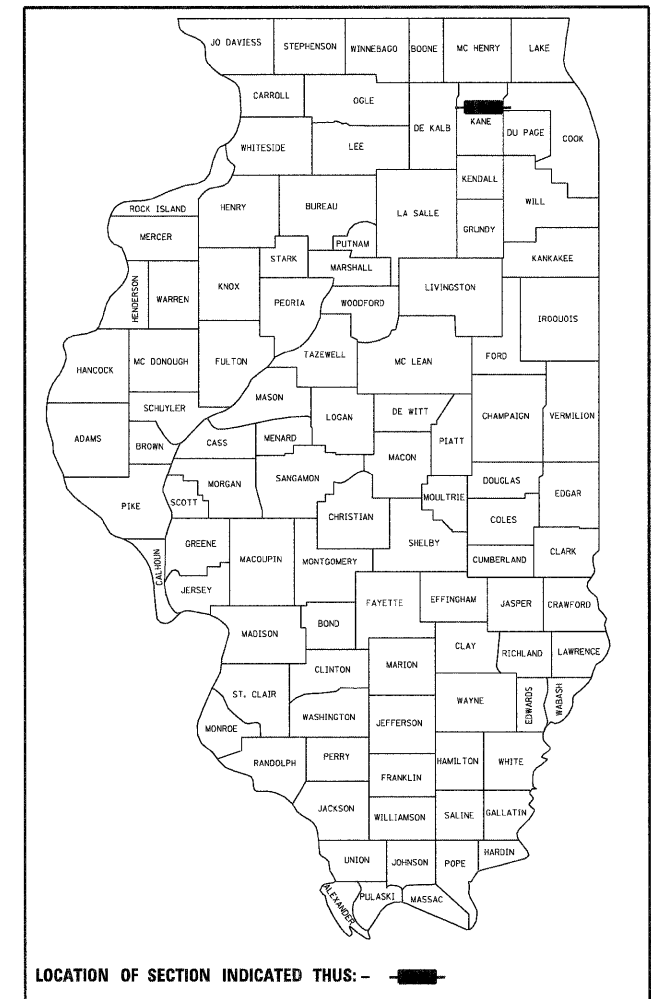 JO DAVIESS
STEPHENSON
WINNEBAGO
BOONE
MC HENRY
LAKE
CARROLL
OGLE
DE KALB
KANE
DU PAGE
COOK
WHITESIDE
LEE
KENDALL
ROCK ISLAND
HENRY
BUREAU
LA SALLE
WILL
MERCER
PUTNAM
GRUNDY
STARK
MARSHALL
KANKAKEE
HENDERSON
WARREN
KNOX
PEORIA
WOODFORD
LIVINGSTON
IROQUOIS
HANCOCK
MC DONOUGH
FULTON
TAZEWELL
MC LEAN
FORD
SCHUYLER
MASON
LOGAN
DE WITT
CHAMPAIGN
VERMILION
ADAMS
BROWN
CASS
MENARD
MACON
PIATT
PIKE
SCOTT
MORGAN
SANGAMON
CHRISTIAN
MOULTRIE
DOUGLAS
EDGAR
COLES
GREENE
MACOUPIN
MONTGOMERY
SHELBY
CUMBERLAND
CLARK
CALHOUN
JERSEY
FAYETTE
EFFINGHAM
JASPER
CRAWFORD
MADISON
BOND
CLAY
RICHLAND
LAWRENCE
CLINTON
MARION
ST. CLAIR
WAYNE
EDWARDS
WABASH
MONROE
WASHINGTON
JEFFERSON
RANDOLPH
PERRY
FRANKLIN
HAMILTON
WHITE
JACKSON
WILLIAMSON
SALINE
GALLATIN
UNION
JOHNSON
POPE
HARDIN
ALEXANDER
PULASKI
MASSAC
LOCATION OF SECTION INDICATED THUS: –